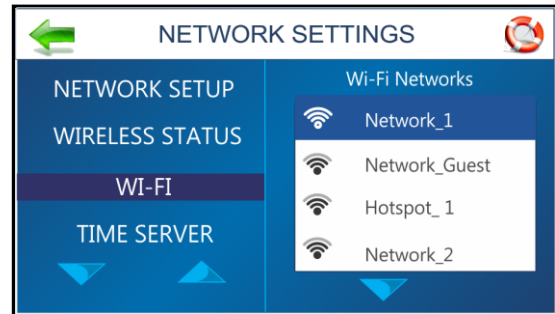 NETWORK SETTINGS
NETWORK SETUP
WIRELESS STATUS
WI-FI
TIME SERVER
Wi-Fi Networks
Network_1
Network_Guest
Hotspot_ 1
Network_2